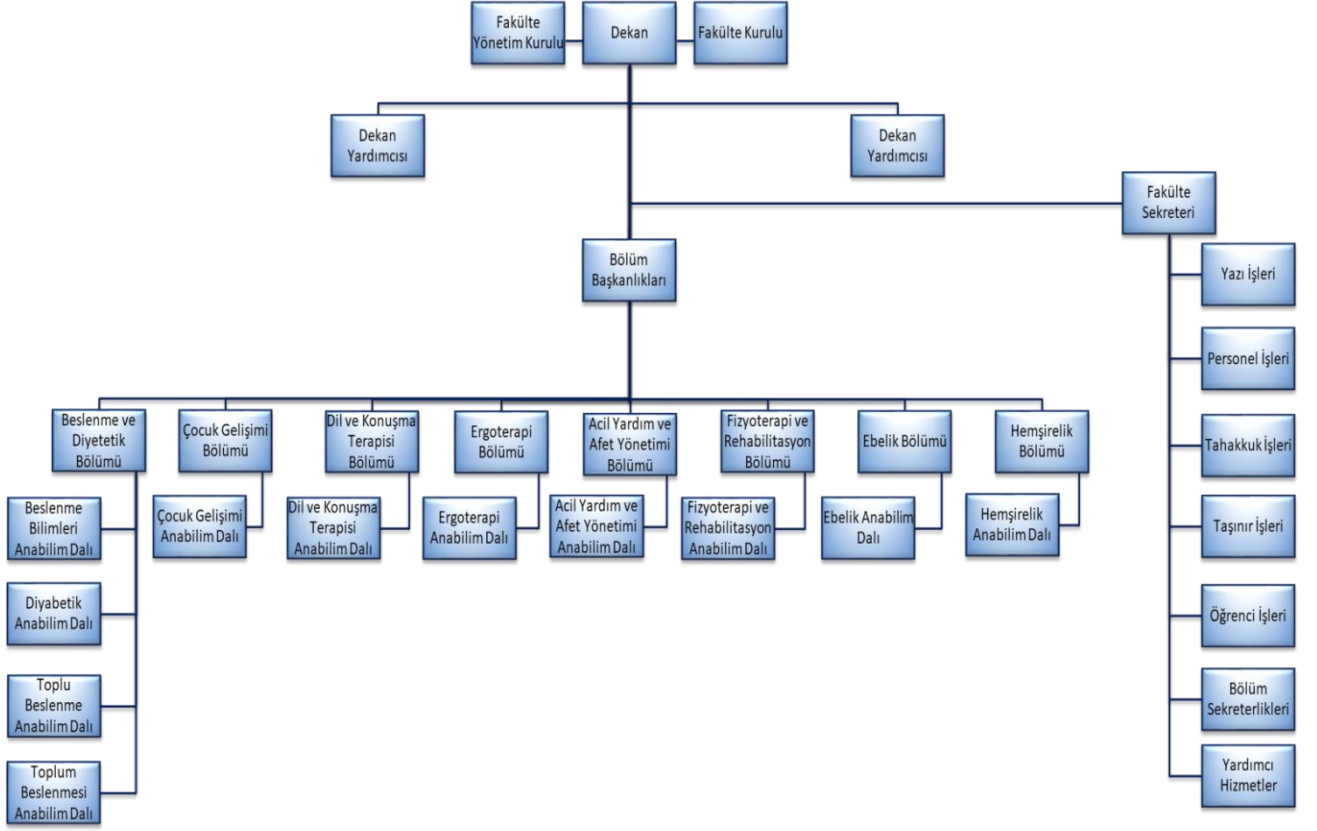 Fakülte
Yönetim Kurulu
Dekan
Fakülte Kurulu
Dekan
Yardımcısı
Dekan
Yardımcısı
Fakülte
Sekreteri
Bölüm
Başkanlıkları
Yazı İşleri
Personel İşleri
Tahakkuk İşleri
Taşınır İşleri
Öğrenci İşleri
Bölüm
Sekreterlikleri
Yardımcı
Hizmetler
Beslenme ve
Diyetetik
Bölümü
Çocuk Gelişimi
Bölümü
Dil ve Konuşma
Terapisi
Bölümü
Ergoterapi
Bölümü
Acil Yardım ve
Afet Yönetimi
Bölümü
Fizyoterapi ve
Rehabilitasyon
Bölümü
Ebelik Bölümü
Hemşirelik
Bölümü
Beslenme
Bilimleri
Anabilim Dalı
Diyabetik
Anabilim Dalı
Toplu
Beslenme
Anabilim Dalı
Toplum
Beslenmesi
Anabilim Dalı
Çocuk Gelişimi
Anabilim Dalı
Dil ve Konuşma
Terapisi
Anabilim Dalı
Ergoterapi
Anabilim Dalı
Acil Yardım ve
Afet Yönetimi
Anabilim Dalı
Fizyoterapi ve
Rehabilitasyon
Anabilim Dalı
Ebelik Anabilim
Dalı
Hemşirelik
Anabilim Dalı